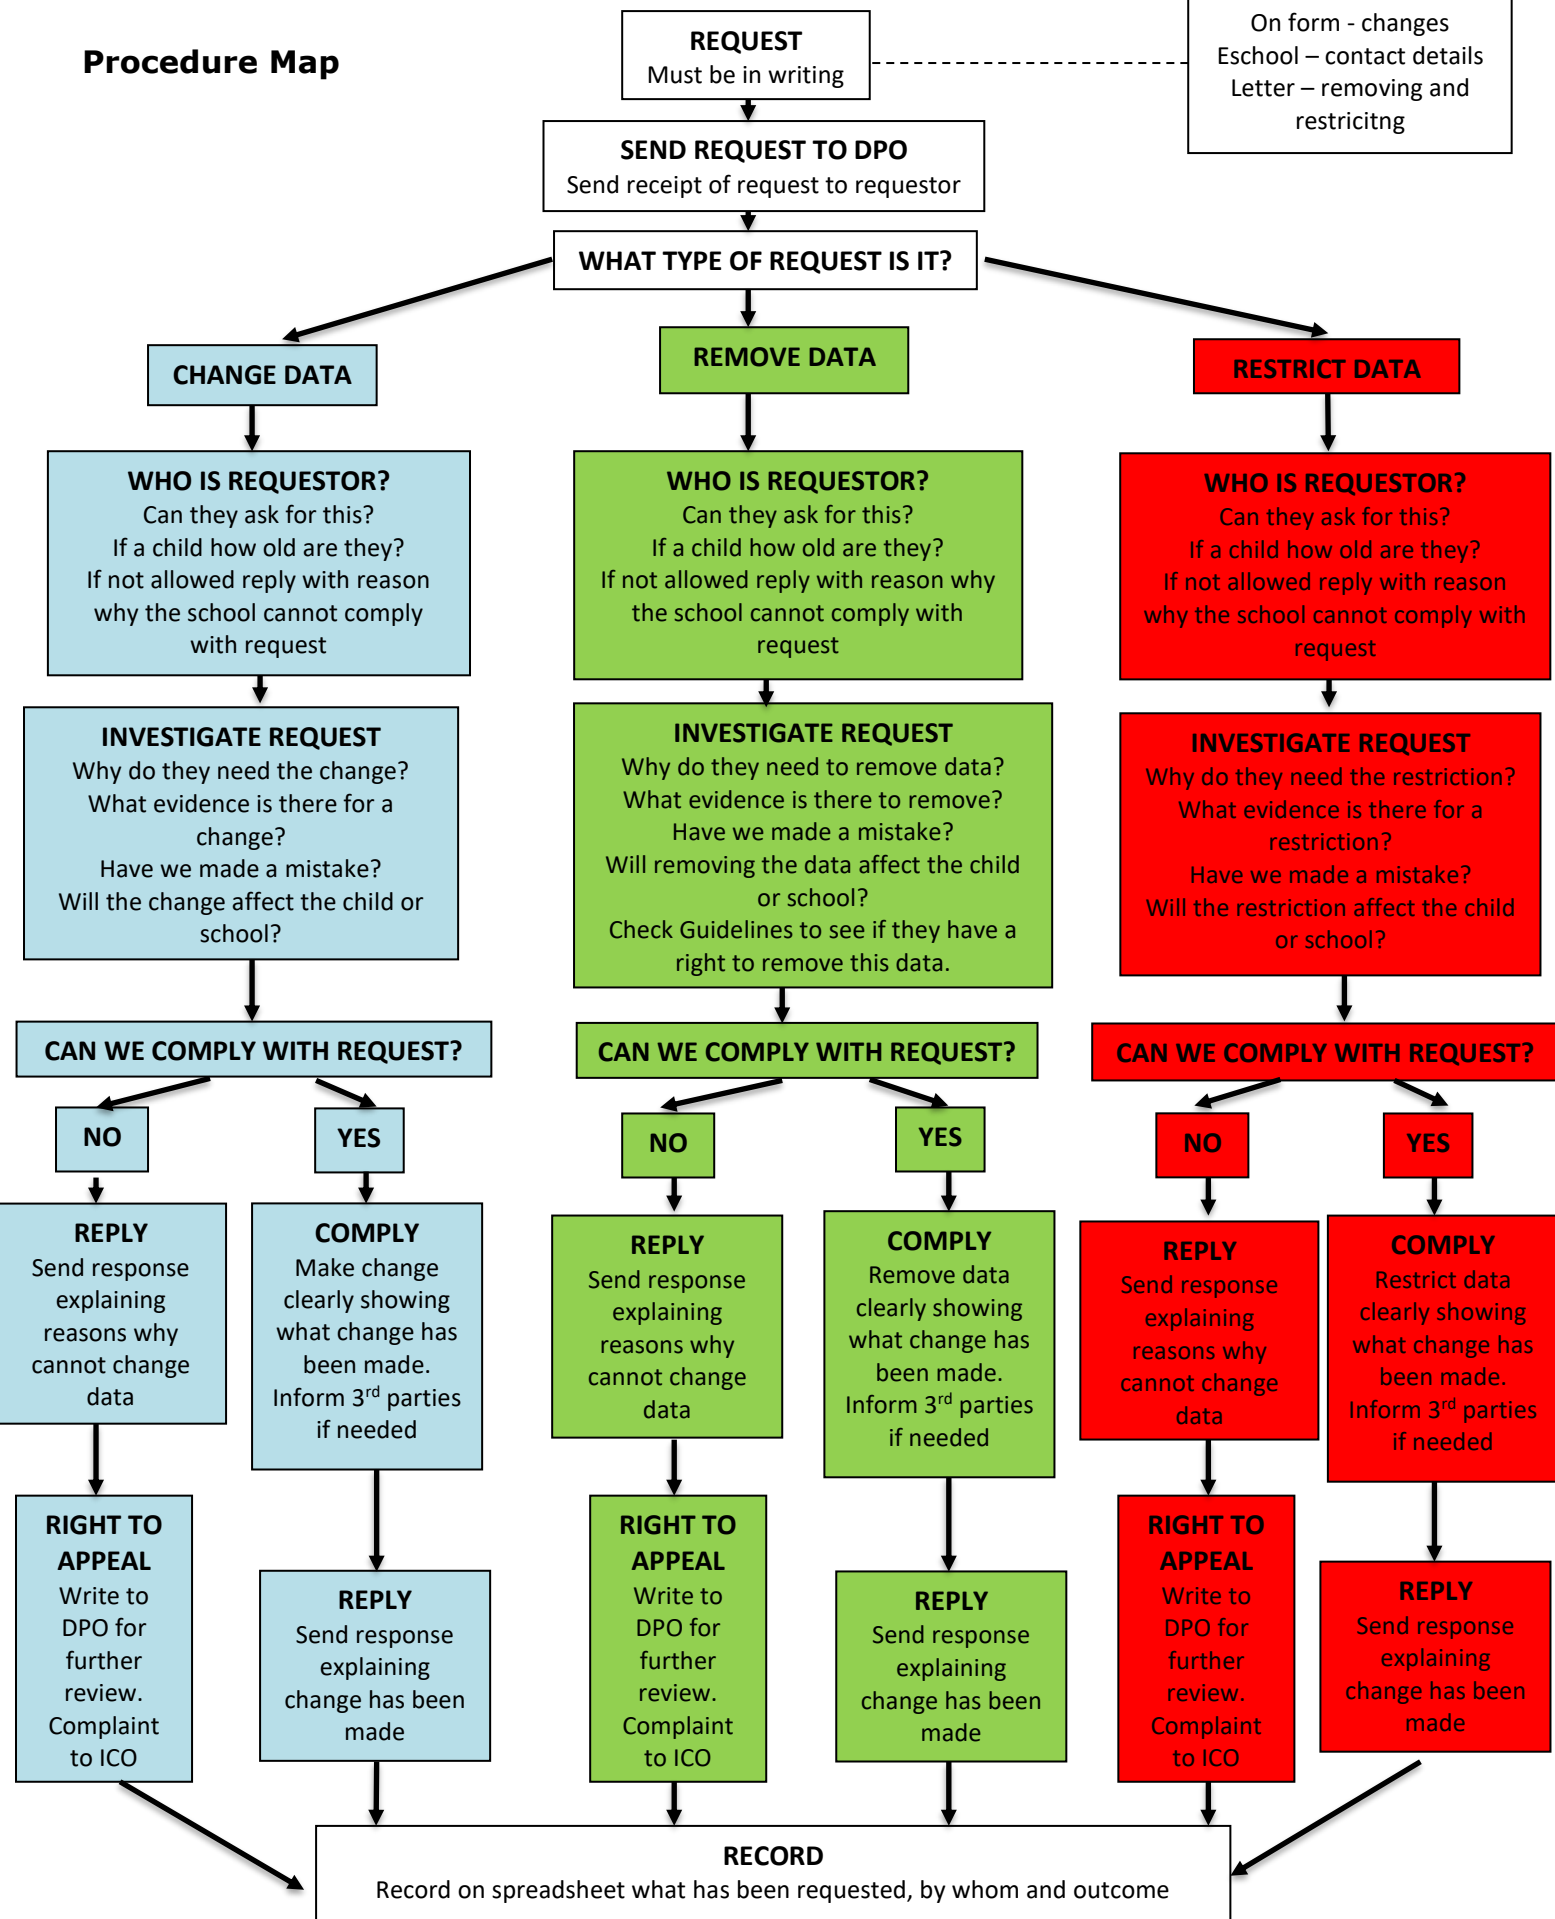 Procedure Map
REQUEST
Must be in writing
On form - changes
Eschool – contact details
Letter – removing and
restricitng
SEND REQUEST TO DPO
Send receipt of request to requestor
WHAT TYPE OF REQUEST IS IT?
CHANGE DATA
WHO IS REQUESTOR?
Can they ask for this?
If a child how old are they?
If not allowed reply with reason
why the school cannot comply
with request
INVESTIGATE REQUEST
Why do they need the change?
What evidence is there for a
change?
Have we made a mistake?
Will the change affect the child or
school?
CAN WE COMPLY WITH REQUEST?
NO
REPLY
Send response
explaining
reasons why
cannot change
data
RIGHT TO
APPEAL
Write to
DPO for
further
review.
Complaint
to ICO
YES
COMPLY
Make change
clearly showing
what change has
been made.
Inform 3rd parties
if needed
REPLY
Send response
explaining
change has been
made
REMOVE DATA
WHO IS REQUESTOR?
Can they ask for this?
If a child how old are they?
If not allowed reply with reason why
the school cannot comply with
request
INVESTIGATE REQUEST
Why do they need to remove data?
What evidence is there to remove?
Have we made a mistake?
Will removing the data affect the child
or school?
Check Guidelines to see if they have a
right to remove this data.
CAN WE COMPLY WITH REQUEST?
NO
REPLY
Send response
explaining
reasons why
cannot change
data
RIGHT TO
APPEAL
Write to
DPO for
further
review.
Complaint
to ICO
YES
COMPLY
Remove data
clearly showing
what change has
been made.
Inform 3rd parties
if needed
REPLY
Send response
explaining
change has been
made
RESTRICT DATA
WHO IS REQUESTOR?
Can they ask for this?
If a child how old are they?
If not allowed reply with reason
why the school cannot comply with
request
INVESTIGATE REQUEST
Why do they need the restriction?
What evidence is there for a
restriction?
Have we made a mistake?
Will the restriction affect the child
or school?
CAN WE COMPLY WITH REQUEST?
NO
REPLY
Send response
explaining
reasons why
cannot change
data
RIGHT TO
APPEAL
Write to
DPO for
further
review.
Complaint
to ICO
YES
COMPLY
Restrict data
clearly showing
what change has
been made.
Inform 3rd parties
if needed
REPLY
Send response
explaining
change has been
made
RECORD
Record on spreadsheet what has been requested, by whom and outcome